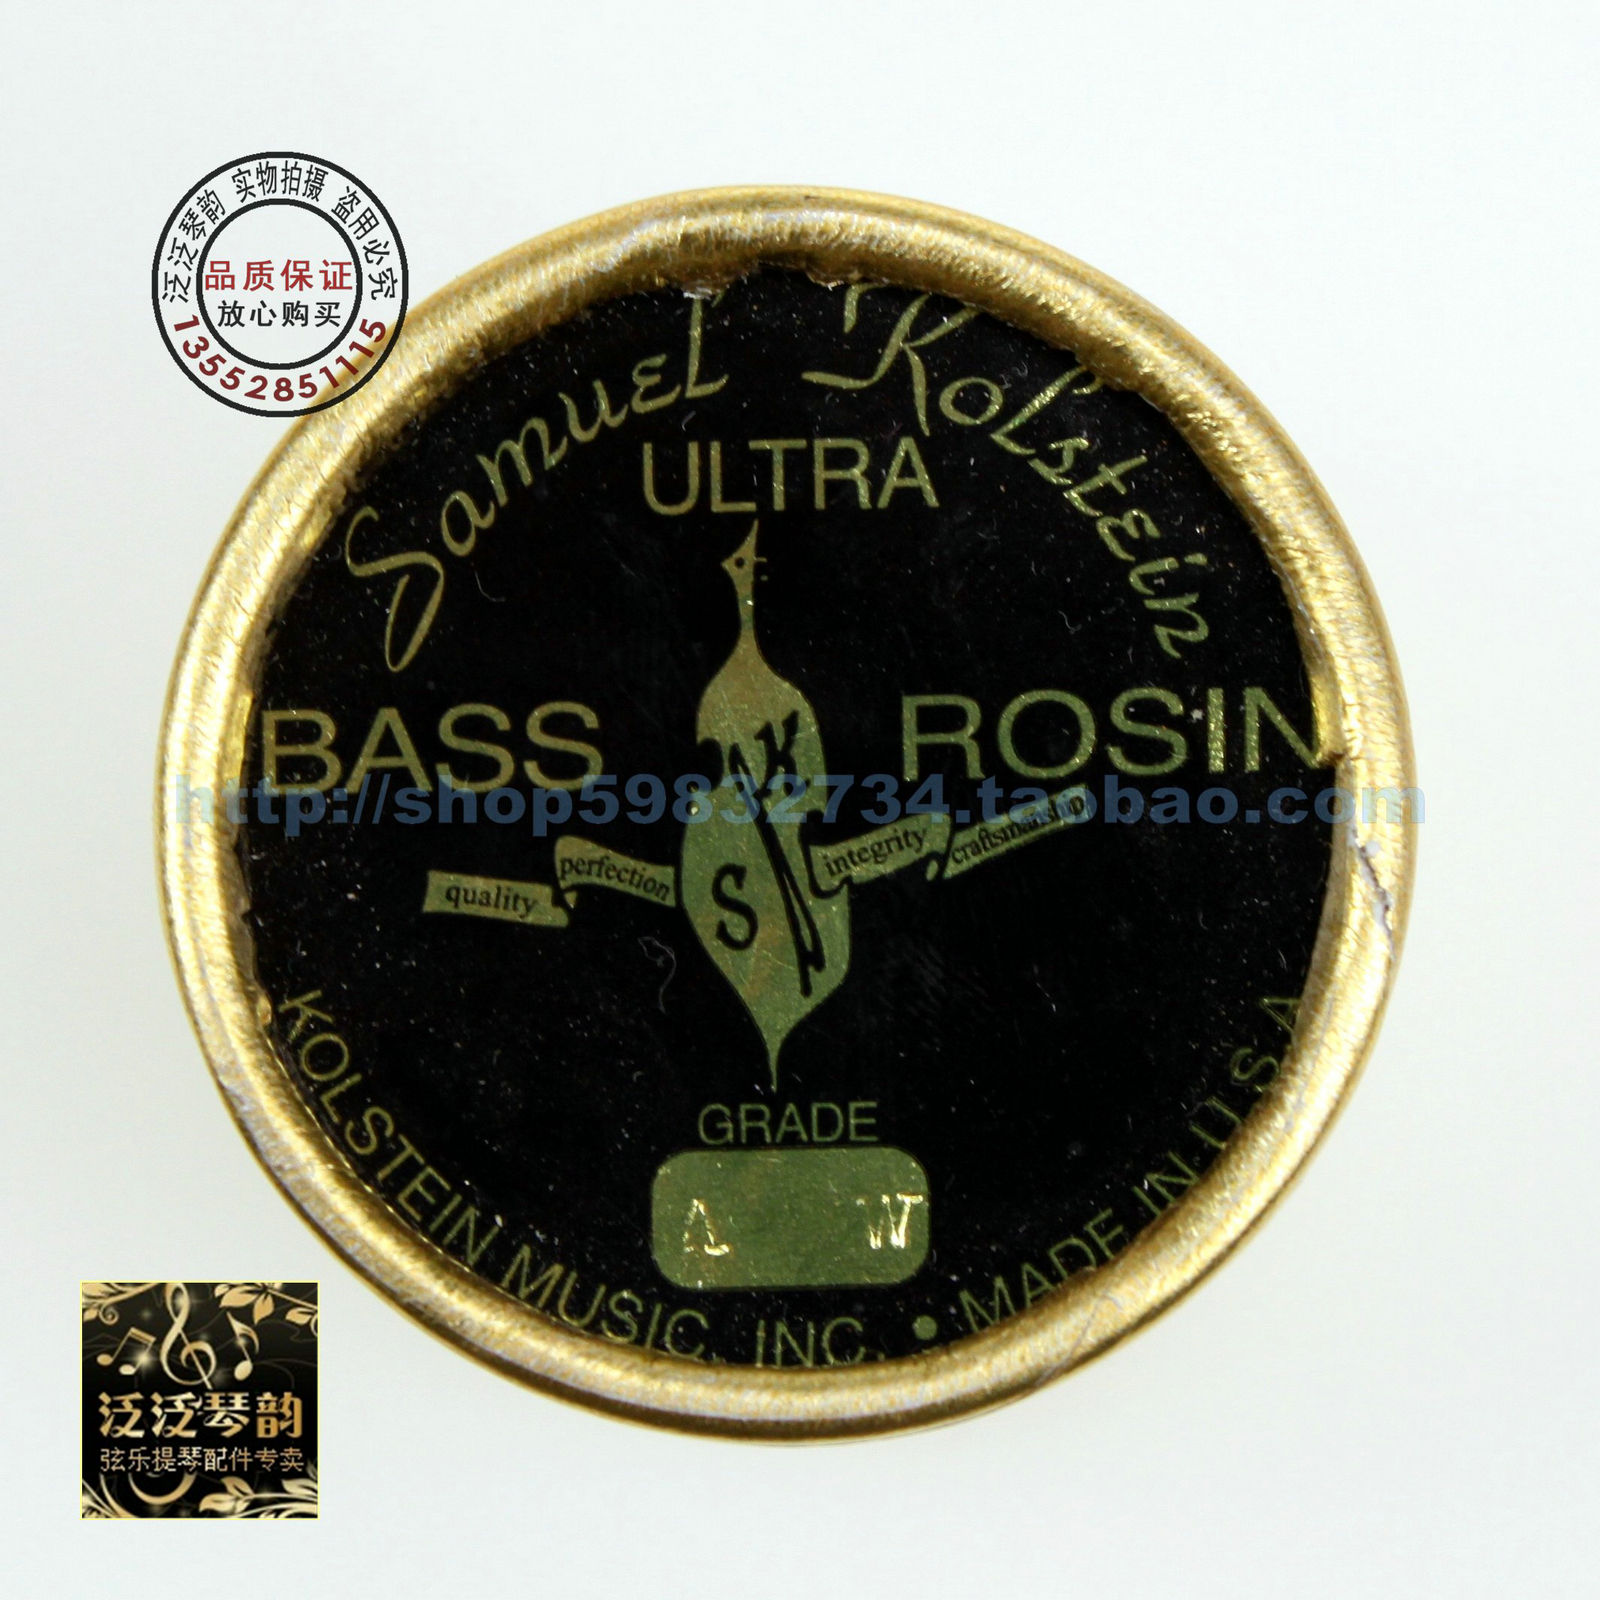 泛泛琴韵 实物拍摄 盗用必究
品质保证
放心购买
13552851115
Samuel Kolstein
ULTRA
BASS ROSIN
SK
S
http://shop59832734.taobao.com
quality perfection integrity craftsmanship
GRADE
A W
KOLSTEIN MUSIC, INC. • MADE IN U.S.A
泛泛琴韵
弦乐提琴配件专卖